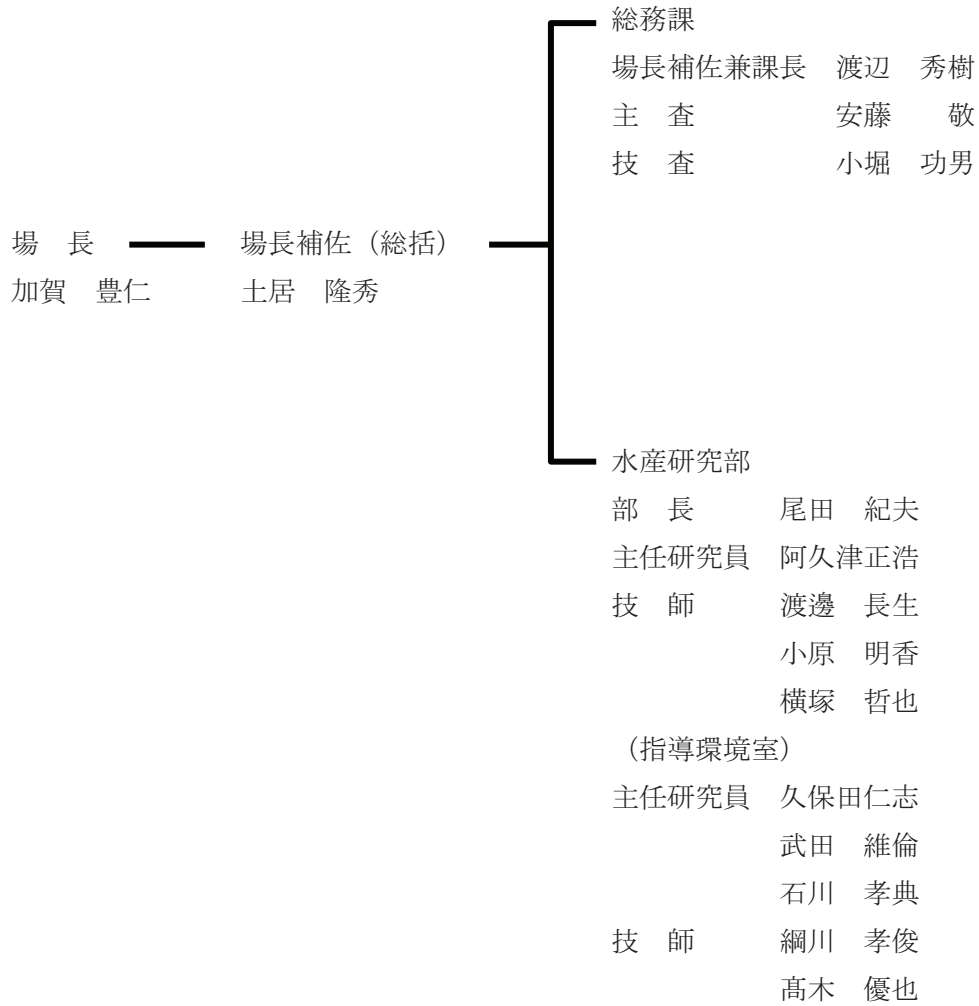 総務課
場長補佐兼課長　渡辺　秀樹
主　査　安藤　敬
技　査　小堀　功男
場　長　場長補佐（総括）
加賀　豊仁　土居　隆秀
水産研究部
部　長　尾田　紀夫
主任研究員　阿久津正浩
技　師　渡邊　長生
小原　明香
横塚　哲也
（指導環境室）
主任研究員　久保田仁志
武田　維倫
石川　孝典
技　師　綱川　孝俊
髙木　優也